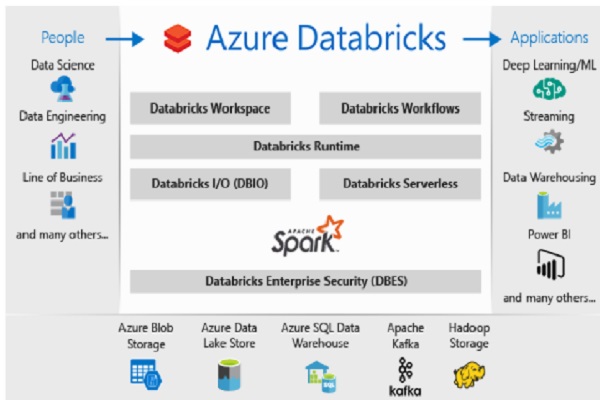 People
Azure Databricks
Applications
Data Science
Data Engineering
Line of Business
and many others...
Databricks Workspace
Databricks Workflows
Databricks Runtime
Databricks I/O (DBIO)
Databricks Serverless
APACHE
Spark
Databricks Enterprise Security (DBES)
Deep Learning/ML
Streaming
Data Warehousing
Power BI
and many others...
Azure Blob
Storage
Azure Data
Lake Store
Azure SQL Data
Warehouse
SQL
Apache
Kafka
kafka
Hadoop
Storage